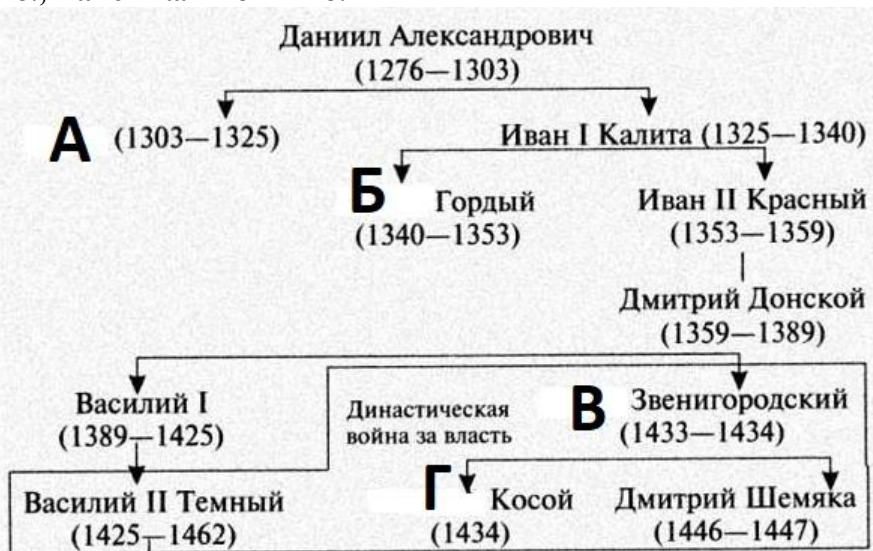 Даниил Александрович
(1276—1303)
А (1303—1325)
Иван I Калита (1325—1340)
Б Гордый
(1340—1353)
Иван II Красный
(1353—1359)
Дмитрий Донской
(1359—1389)
Василий I
(1389—1425)
Династическая
война за власть
В Звенигородский
(1433—1434)
Василий II Темный
(1425—1462)
Г Косой
(1434)
Дмитрий Шемяка
(1446—1447)